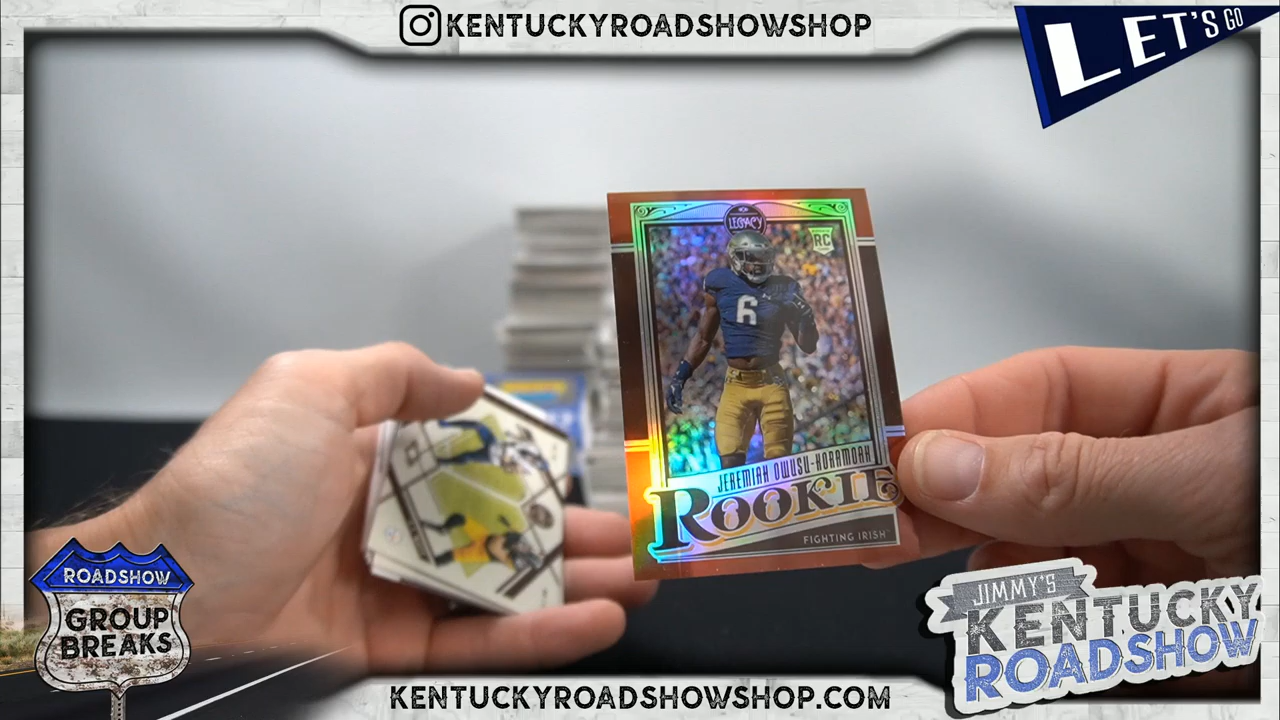 KENTUCKYROADSHOWSHOP
LET'S GO
LEGACY
RC
6
JEREMIAH OWUSU-KORAMOAH
ROOKIE
FIGHTING IRISH
ROADSHOW
GROUP
BREAKS
JIMMY'S
KENTUCKY
ROADSHOW
KENTUCKYROADSHOWSHOP.COM